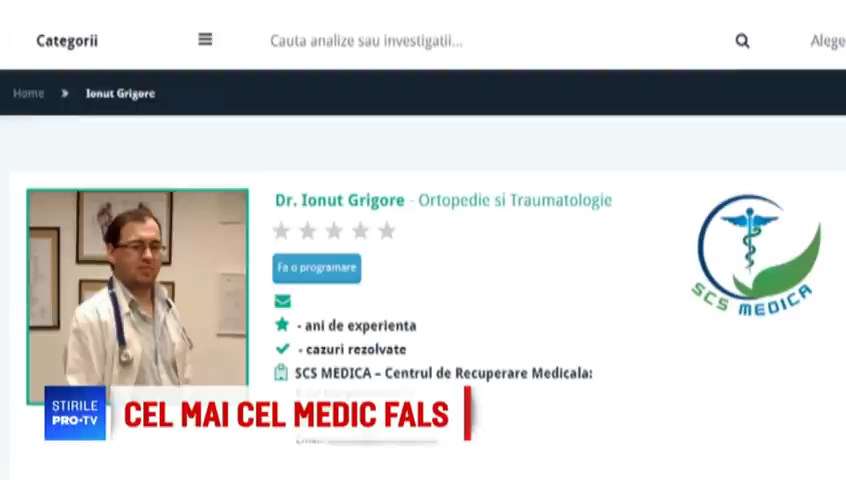 Categorii
Cauta analize sau investigatii...
Alege
Home » Ionut Grigore
Dr. Ionut Grigore - Ortopedie si Traumatologie
Fa o programare
- ani de experienta
- cazuri rezolvate
SCS MEDICA – Centrul de Recuperare Medicala:
SCS MEDICA
STIRILE
PRO•TV
CEL MAI CEL MEDIC FALS